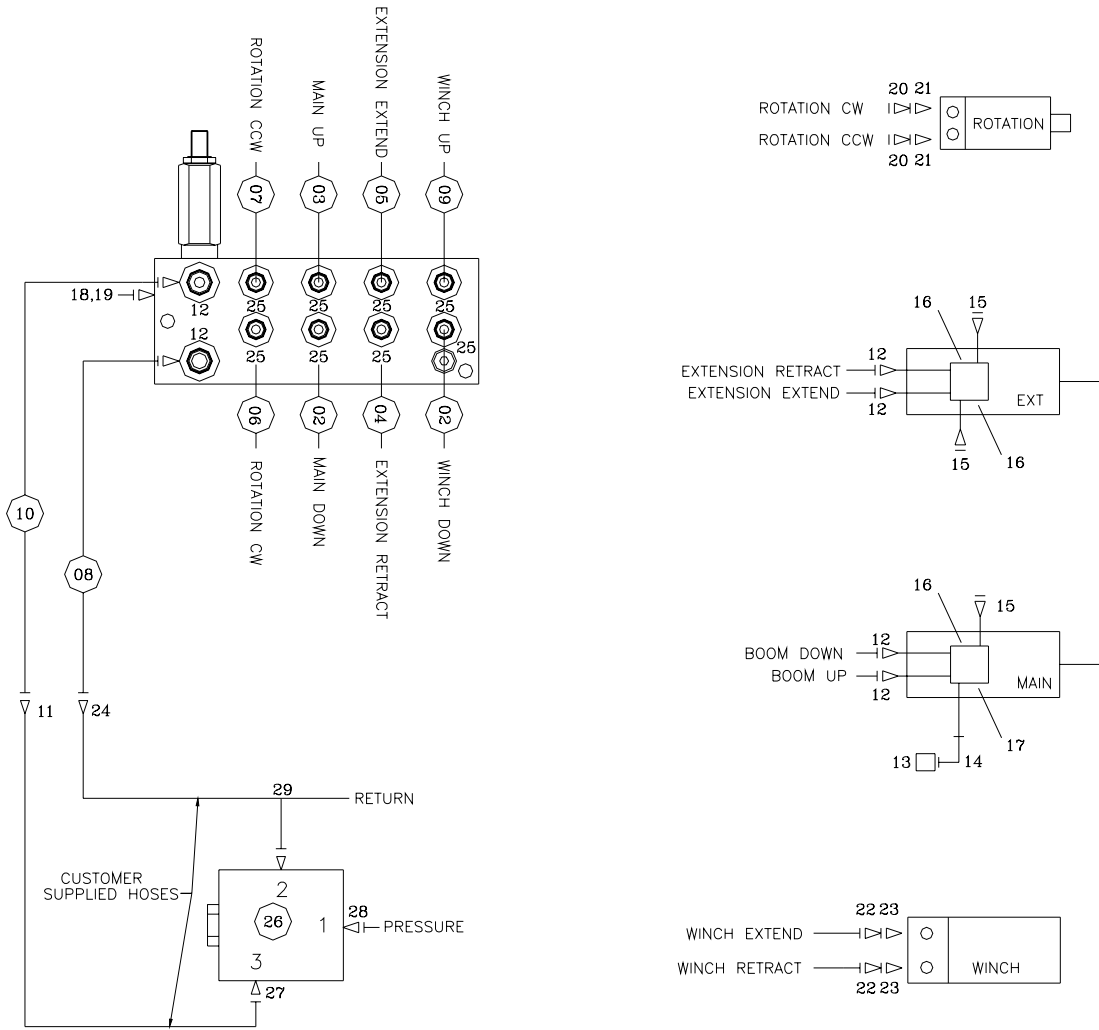 ROTATION CCW
MAIN UP
EXTENSION EXTEND
WINCH UP
07
03
05
09
18,19
12
25
25
25
25
12
25
25
25
25
06
02
04
02
ROTATION CW
MAIN DOWN
EXTENSION RETRACT
WINCH DOWN
10
08
11
24
29
RETURN
CUSTOMER
SUPPLIED HOSES
2
26
1
28
PRESSURE
3
27
20 21
ROTATION CW
ROTATION
ROTATION CCW
20 21
16
15
12
EXTENSION RETRACT
EXTENSION EXTEND
12
EXT
15
16
16
15
12
BOOM DOWN
BOOM UP
12
MAIN
17
13
14
22 23
WINCH EXTEND
WINCH RETRACT
WINCH
22 23